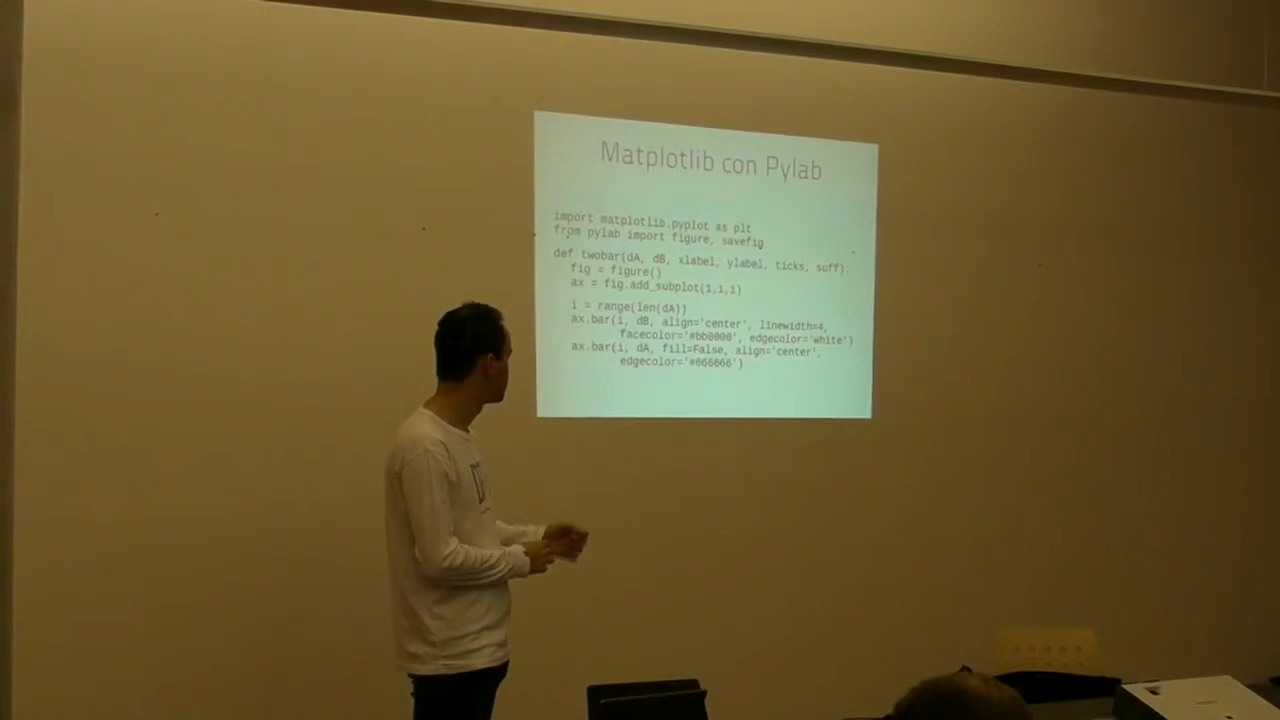 Matplotlib con Pylab
import matplotlib.pyplot as plt
from pylab import figure, savefig
def twobar(dA, dB, xlabel, ylabel, ticks, suff):
fig = figure()
ax = fig.add_subplot(1,1,1)
i = range(len(dA))
ax.bar(i, dB, align='center', linewidth=4,
facecolor='#bb0000', edgecolor='white')
ax.bar(i, dA, fill=False, align='center',
edgecolor='#666666')